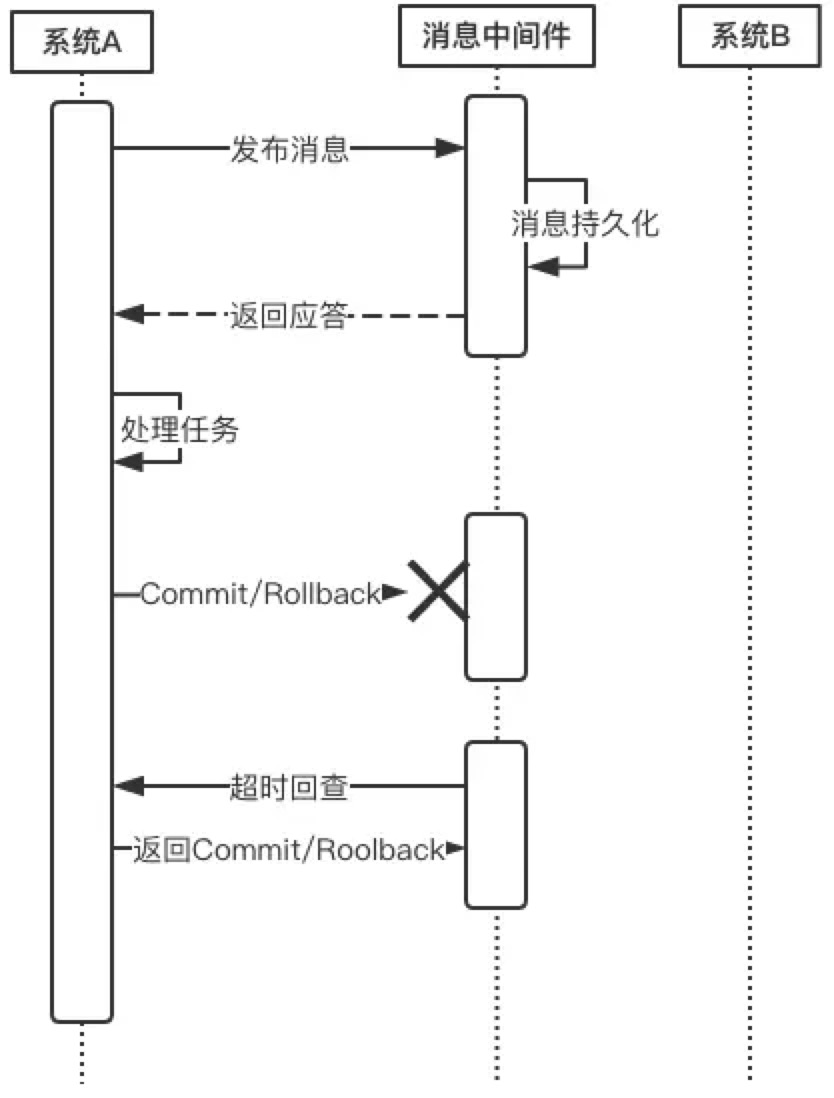 系统A
消息中间件
系统B
发布消息
消息持久化
返回应答
处理任务
Commit/Rollback
超时回查
返回Commit/Roolback